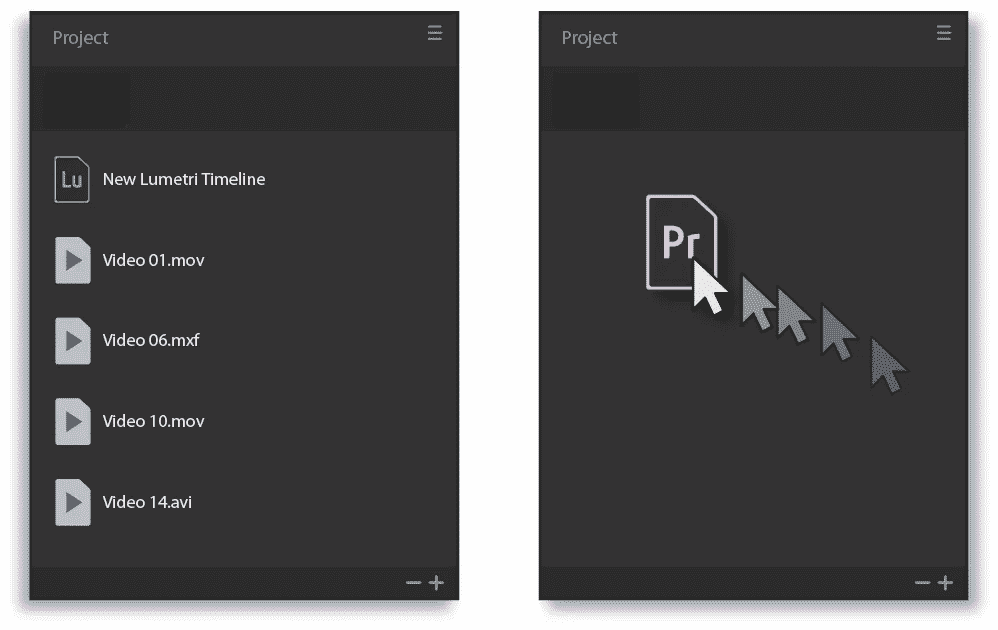 Project
Lu New Lumetri Timeline
Video 01.mov
Video 06.mxf
Video 10.mov
Video 14.avi
Project
Pr